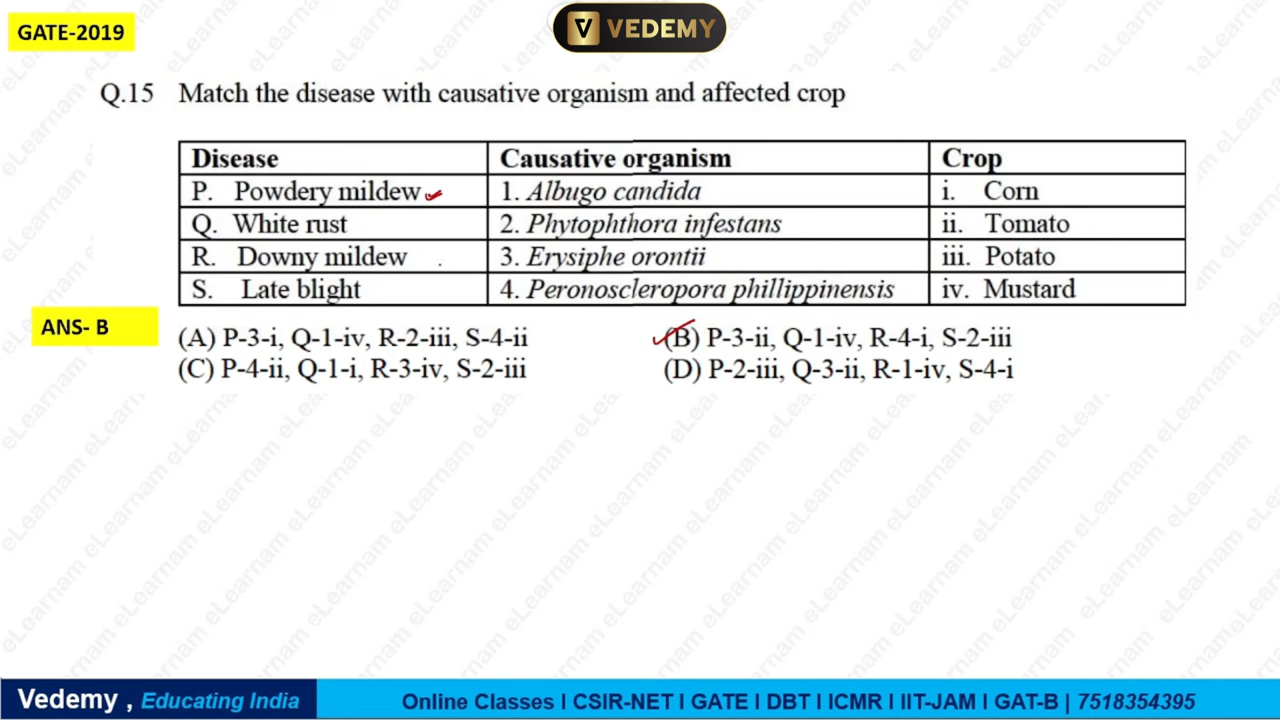 GATE-2019
VEDEMY
Q.15 Match the disease with causative organism and affected crop
Disease Causative organism Crop
P. Powdery mildew 1. Albugo candida i. Corn
Q. White rust 2. Phytophthora infestans ii. Tomato
R. Downy mildew 3. Erysiphe orontii iii. Potato
S. Late blight 4. Peronoscleropora phillippinensis iv. Mustard
ANS- B
(A) P-3-i, Q-1-iv, R-2-iii, S-4-ii (B) P-3-ii, Q-1-iv, R-4-i, S-2-iii
(C) P-4-ii, Q-1-i, R-3-iv, S-2-iii (D) P-2-iii, Q-3-ii, R-1-iv, S-4-i
Vedemy , Educating India
Online Classes I CSIR-NET I GATE I DBT I ICMR I IIT-JAM I GAT-B | 7518354395
eLearnam